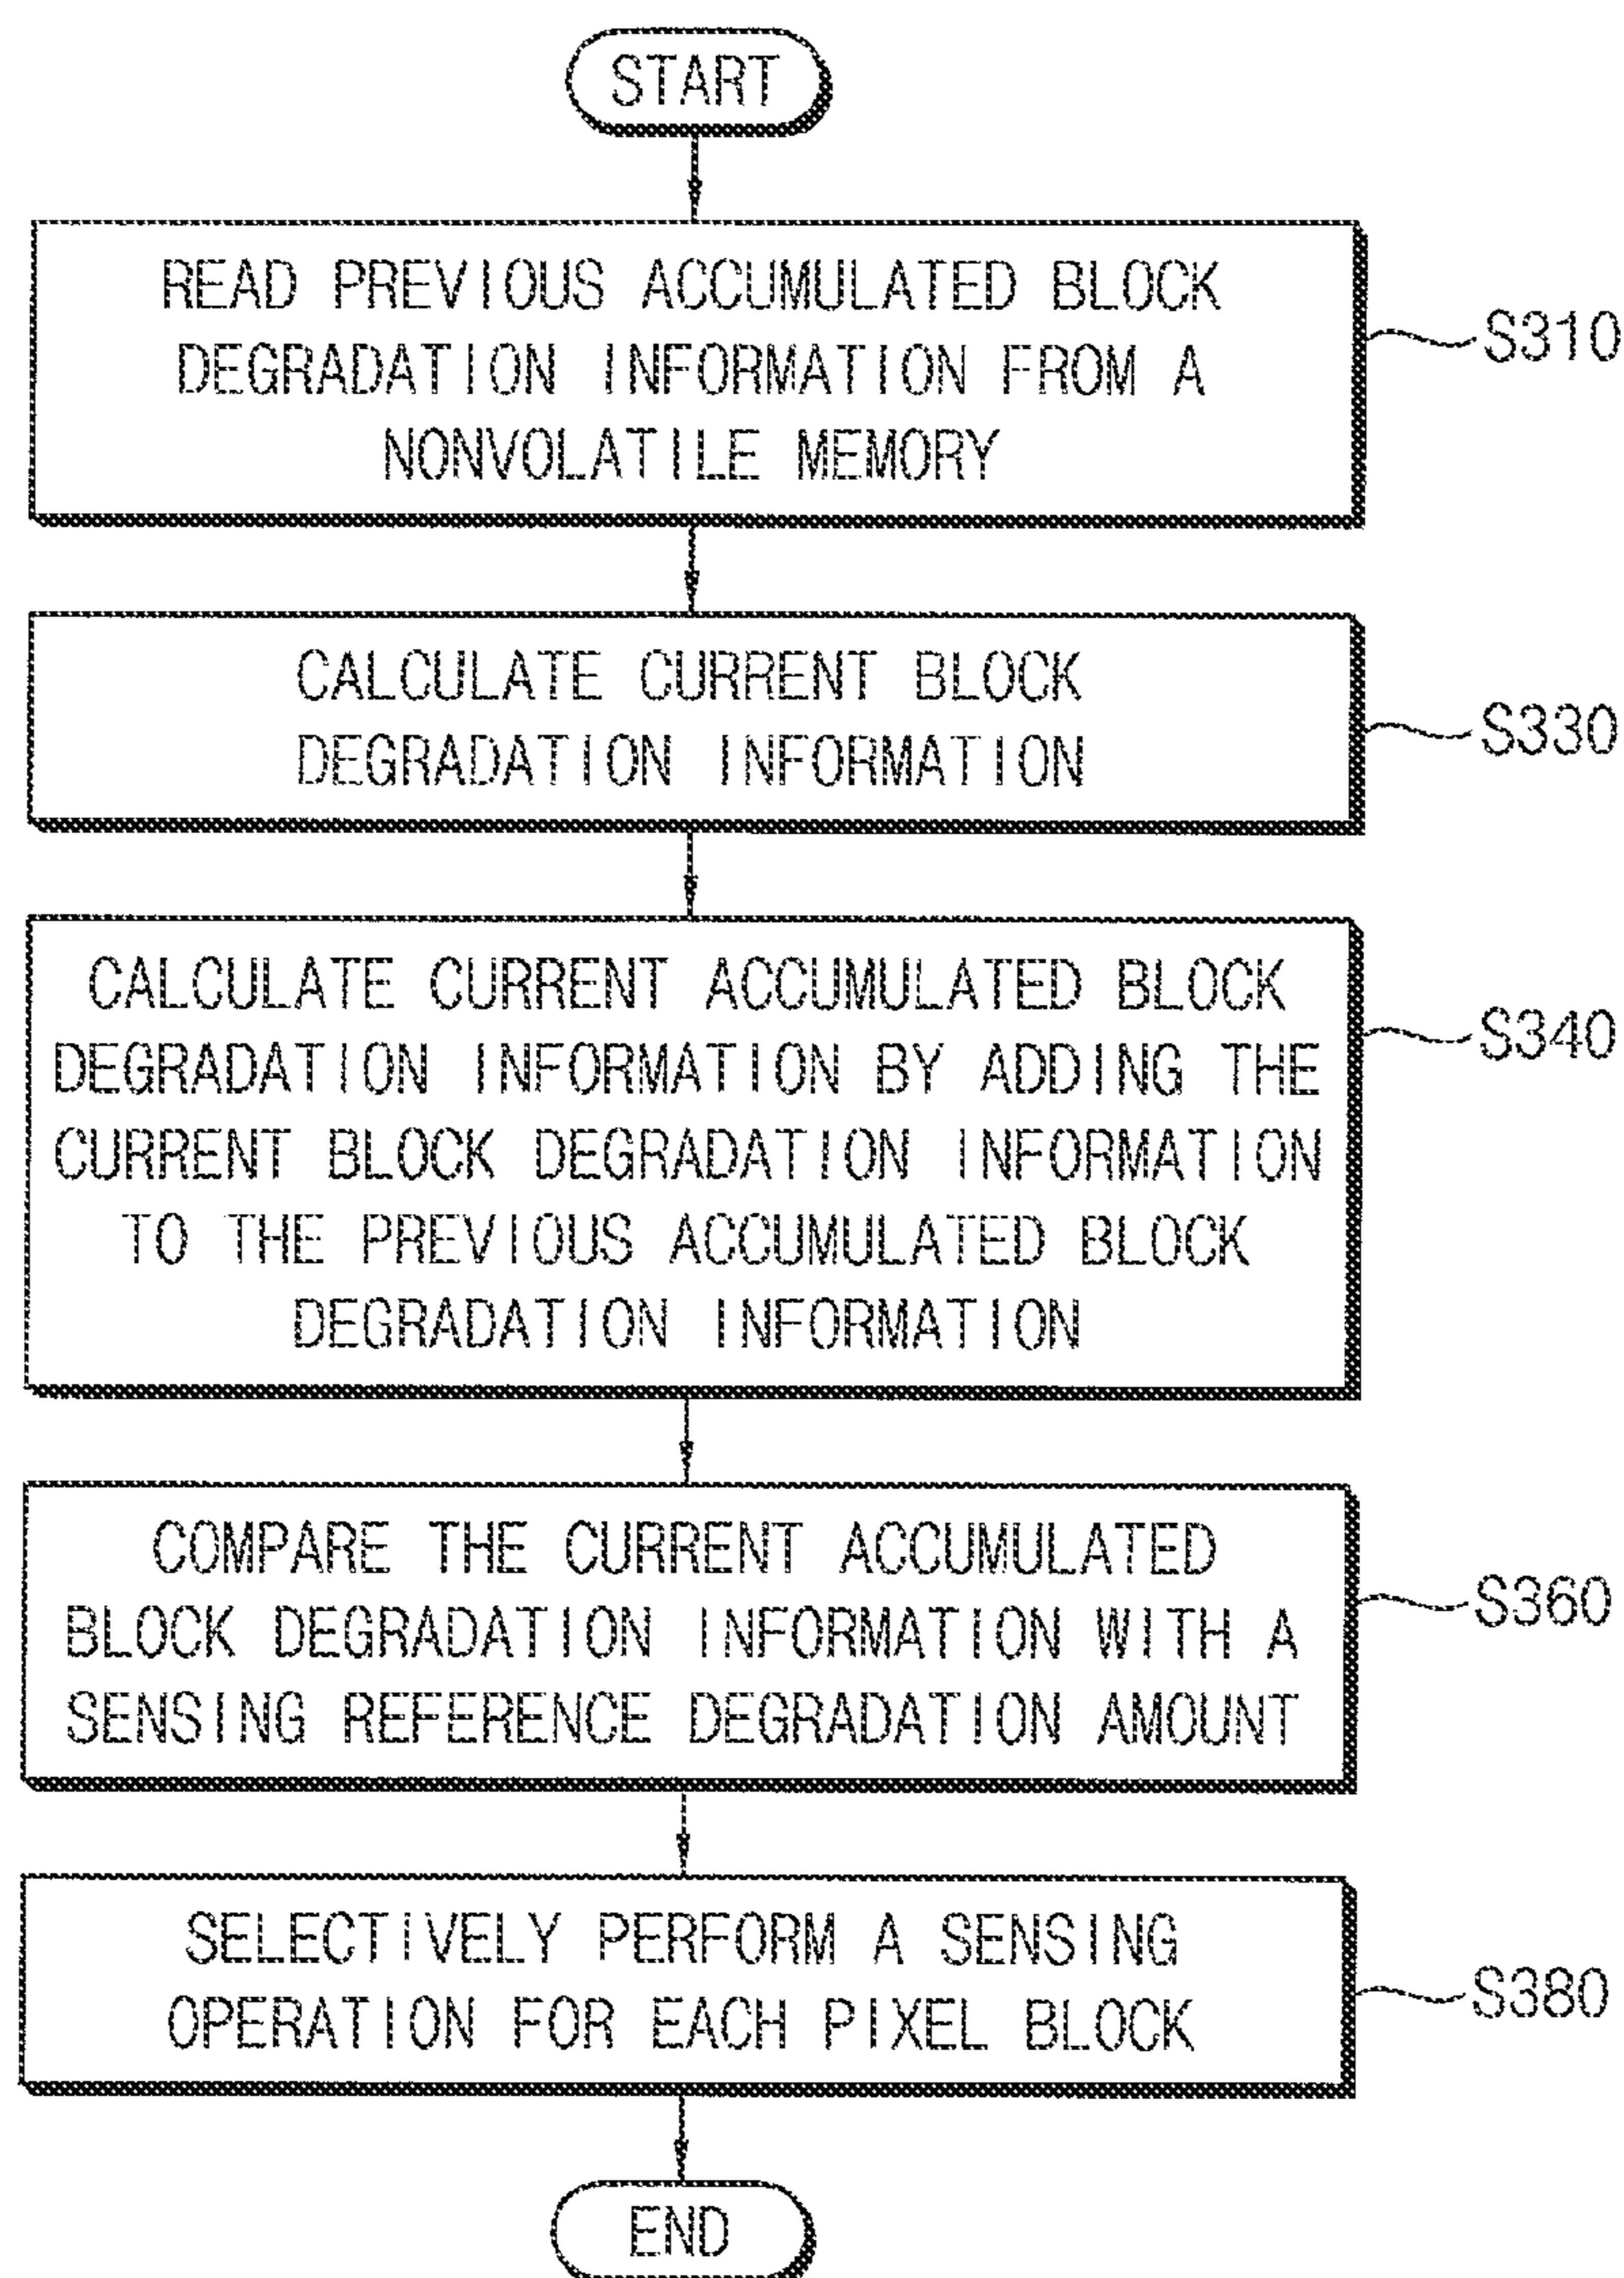 START
READ PREVIOUS ACCUMULATED BLOCK
DEGRADATION INFORMATION FROM A
NONVOLATILE MEMORY
S310
CALCULATE CURRENT BLOCK
DEGRADATION INFORMATION
S330
CALCULATE CURRENT ACCUMULATED BLOCK
DEGRADATION INFORMATION BY ADDING THE
CURRENT BLOCK DEGRADATION INFORMATION
TO THE PREVIOUS ACCUMULATED BLOCK
DEGRADATION INFORMATION
S340
COMPARE THE CURRENT ACCUMULATED
BLOCK DEGRADATION INFORMATION WITH A
SENSING REFERENCE DEGRADATION AMOUNT
S360
SELECTIVELY PERFORM A SENSING
OPERATION FOR EACH PIXEL BLOCK
S380
END